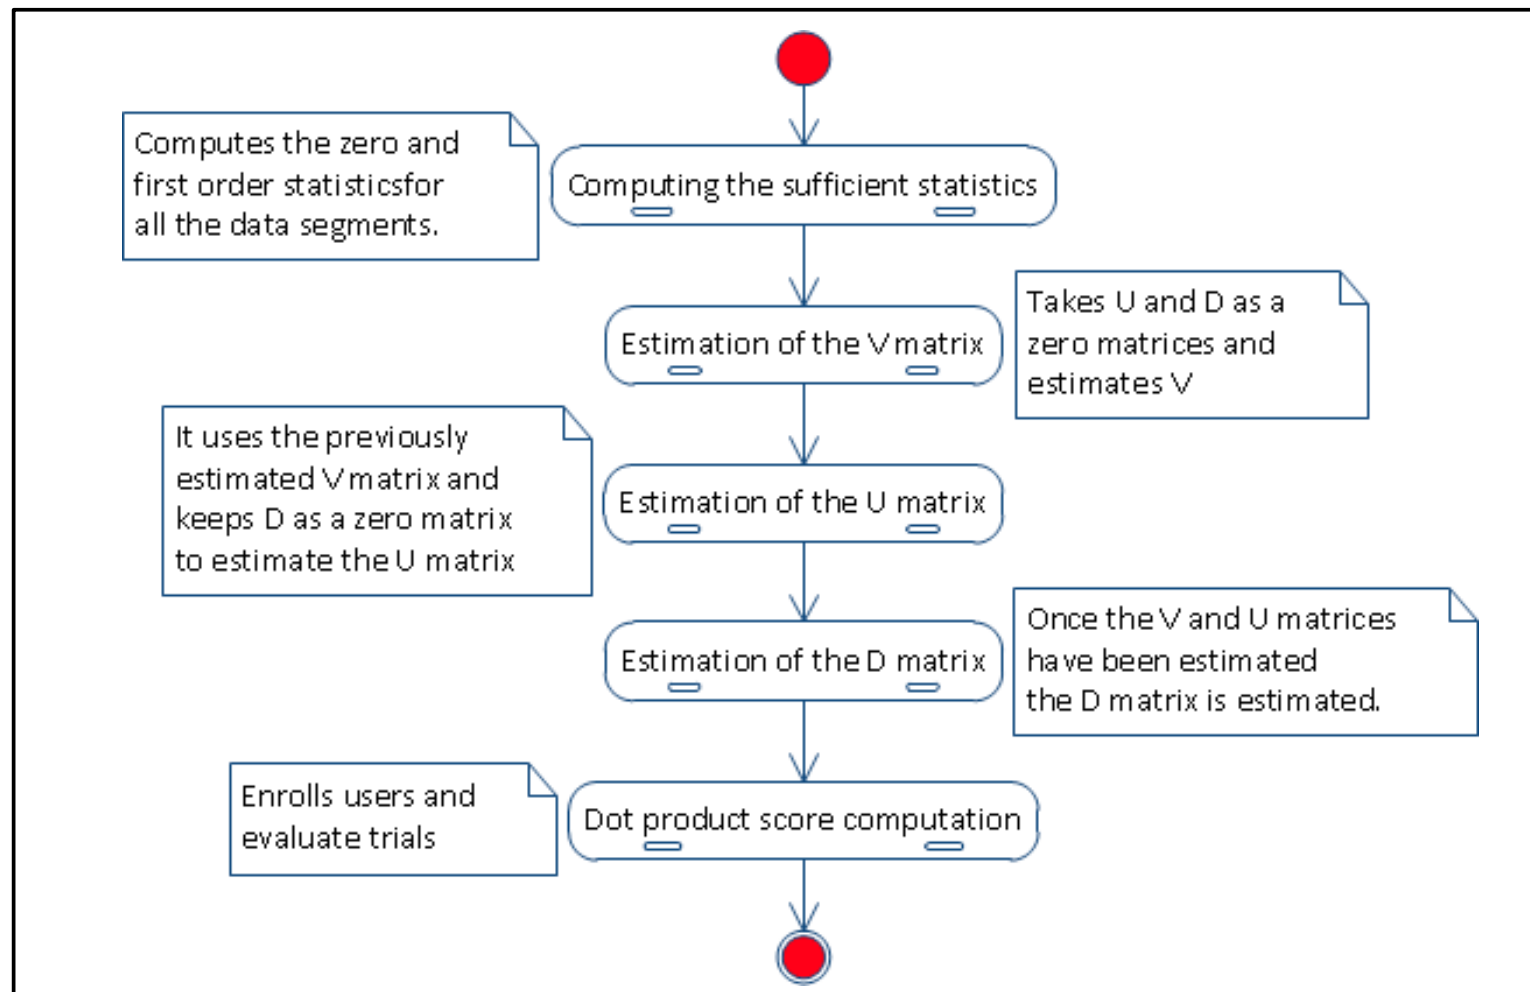 Computes the zero and
first order statisticsfor
all the data segments.
Computing the sufficient statistics
Estimation of the V matrix
Takes U and D as a
zero matrices and
estimates V
It uses the previously
estimated V matrix and
keeps D as a zero matrix
to estimate the U matrix
Estimation of the U matrix
Estimation of the D matrix
Once the V and U matrices
have been estimated
the D matrix is estimated.
Enrolls users and
evaluate trials
Dot product score computation